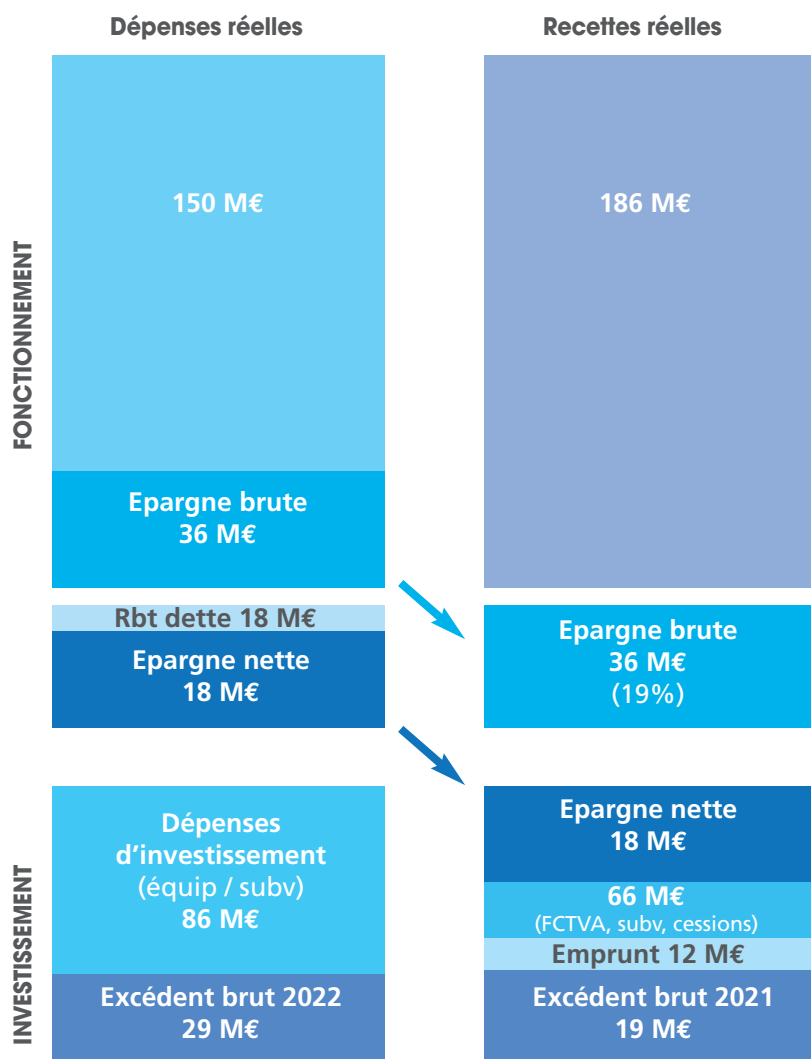 Dépenses réelles
Recettes réelles
FONCTIONNEMENT
150 M€
186 M€
Epargne brute
36 M€
Rbt dette 18 M€
Epargne nette
18 M€
Epargne brute
36 M€
(19%)
INVESTISSEMENT
Dépenses
d'investissement
(équip / subv)
86 M€
Excédent brut 2022
29 M€
Epargne nette
18 M€
66 M€
(FCTVA, subv, cessions)
Emprunt 12 M€
Excédent brut 2021
19 M€